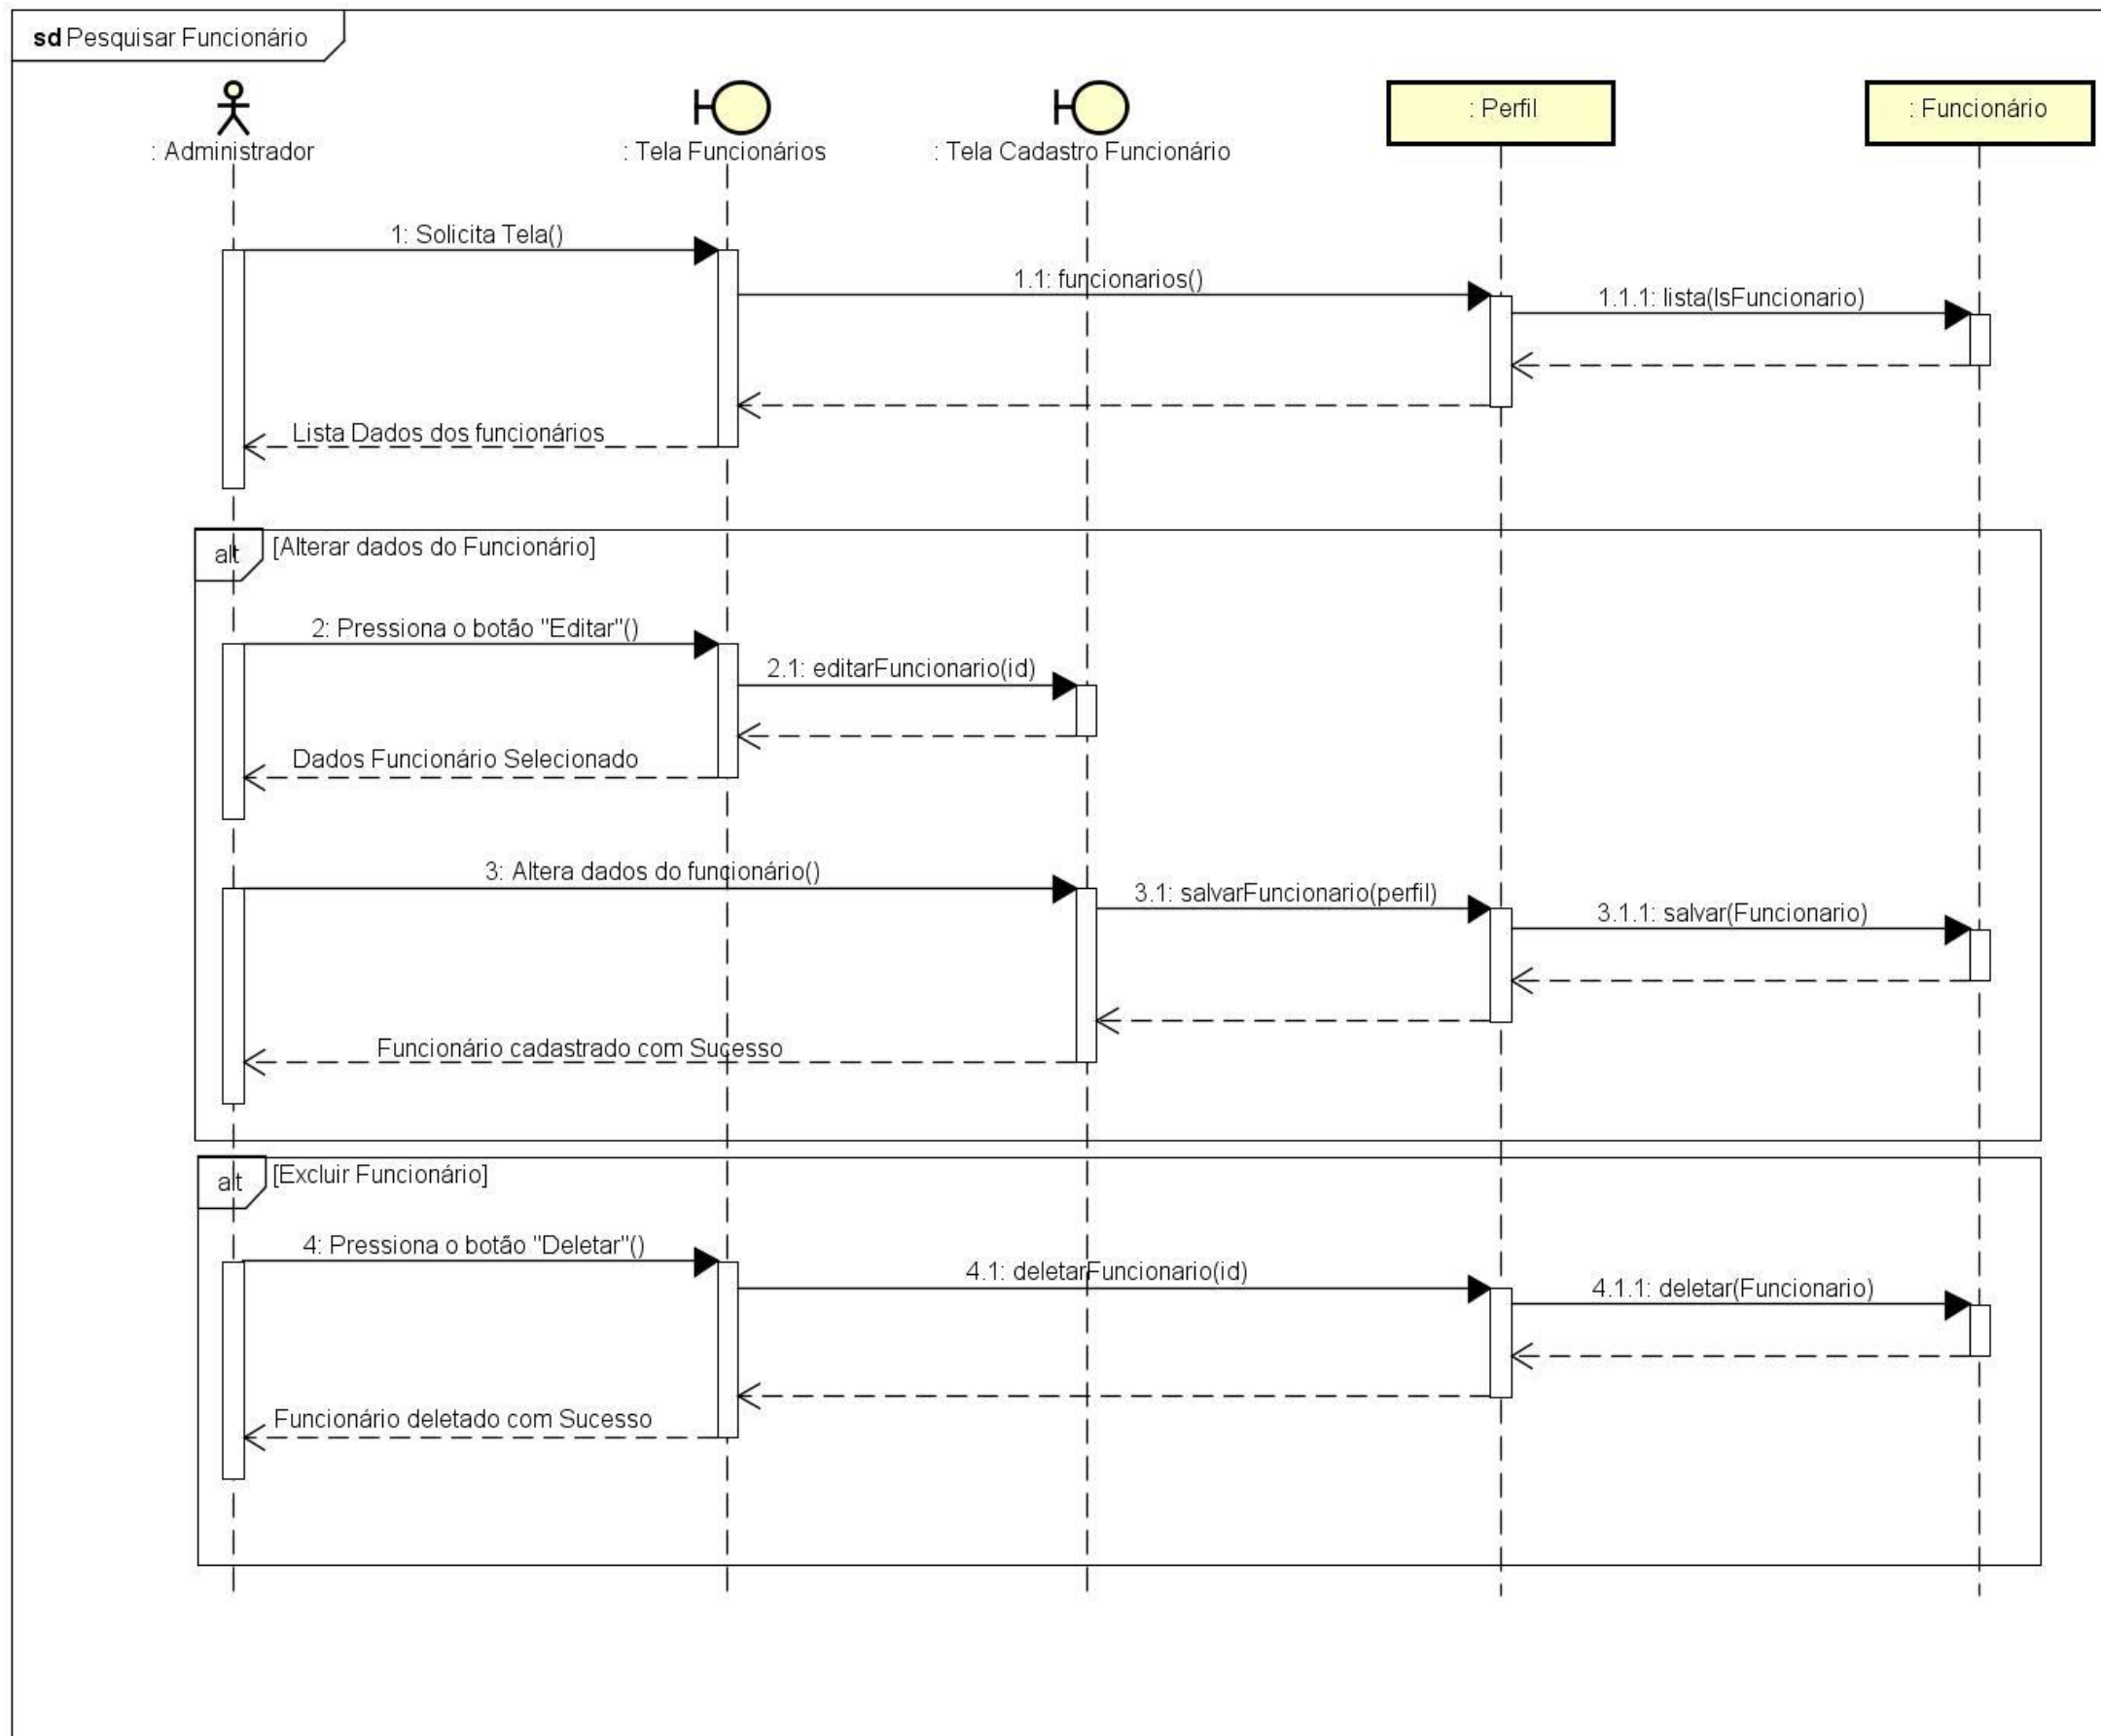 sd Pesquisar Funcionário
: Administrador
: Tela Funcionários
: Tela Cadastro Funcionário
: Perfil
: Funcionário
1: Solicita Tela()
1.1: funcionarios()
1.1.1: lista(IsFuncionario)
Lista Dados dos funcionários
alt
[Alterar dados do Funcionário]
2: Pressiona o botão "Editar"()
2.1: editarFuncionario(id)
Dados Funcionário Selecionado
3: Altera dados do funcionário()
3.1: salvarFuncionario(perfil)
3.1.1: salvar(Funcionario)
Funcionário cadastrado com Sucesso
alt
[Excluir Funcionário]
4: Pressiona o botão "Deletar"()
4.1: deletarFuncionario(id)
4.1.1: deletar(Funcionario)
Funcionário deletado com Sucesso